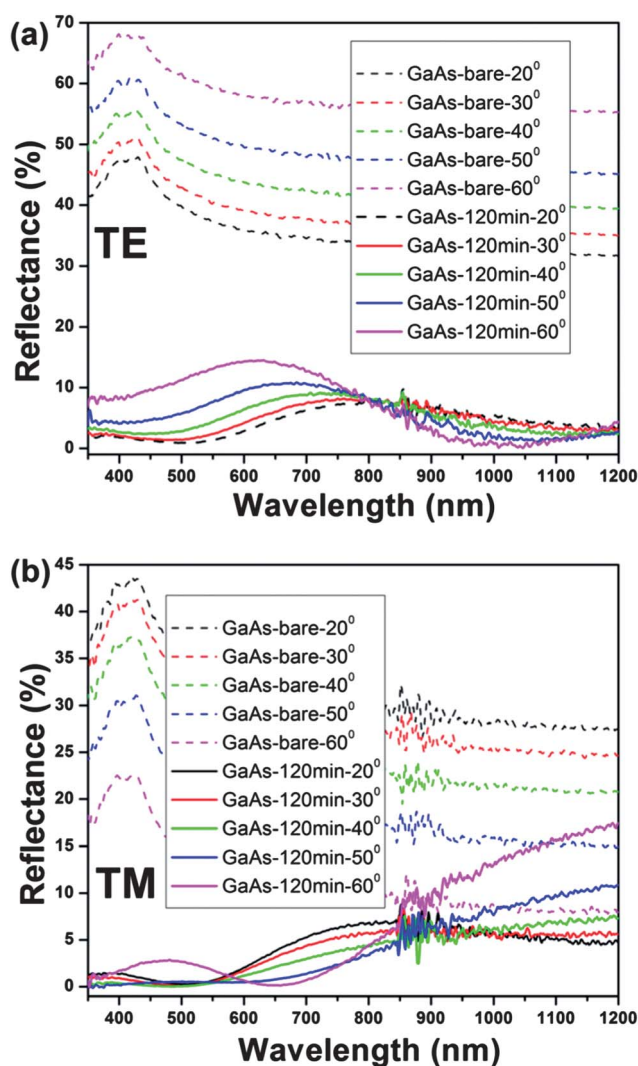 (a)
70
60
50
40
30
20
10
0
Reflectance (%)
TE
GaAs-bare-20⁰
GaAs-bare-30⁰
GaAs-bare-40⁰
GaAs-bare-50⁰
GaAs-bare-60⁰
GaAs-120min-20⁰
GaAs-120min-30⁰
GaAs-120min-40⁰
GaAs-120min-50⁰
GaAs-120min-60⁰
400 500 600 700 800 900 1000 1100 1200
Wavelength (nm)
(b)
45
40
35
30
25
20
15
10
5
0
Reflectance (%)
TM
GaAs-bare-20⁰
GaAs-bare-30⁰
GaAs-bare-40⁰
GaAs-bare-50⁰
GaAs-bare-60⁰
GaAs-120min-20⁰
GaAs-120min-30⁰
GaAs-120min-40⁰
GaAs-120min-50⁰
GaAs-120min-60⁰
400 500 600 700 800 900 1000 1100 1200
Wavelength (nm)